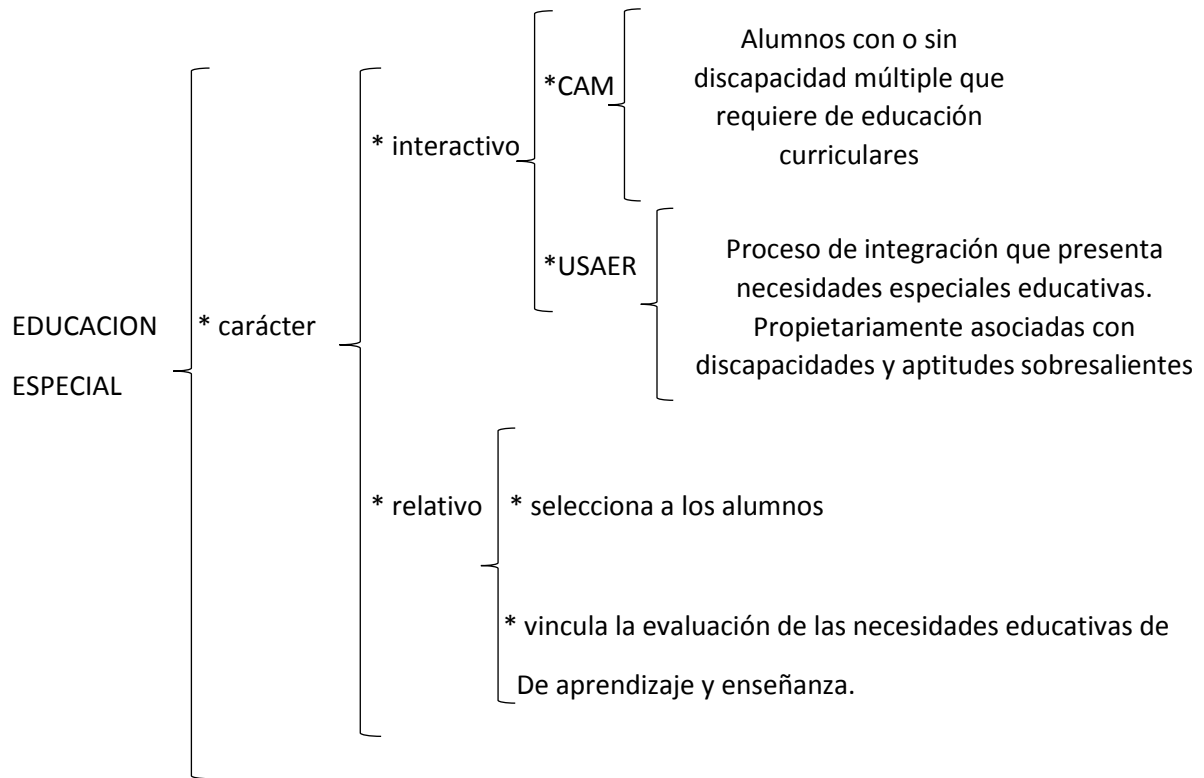 EDUCACION
ESPECIAL
* carácter
* interactivo
*CAM
Alumnos con o sin
discapacidad múltiple que
requiere de educación
curriculares
*USAER
Proceso de integración que presenta
necesidades especiales educativas.
Propietariamente asociadas con
discapacidades y aptitudes sobresalientes
* relativo
* selecciona a los alumnos
* vincula la evaluación de las necesidades educativas de
De aprendizaje y enseñanza.